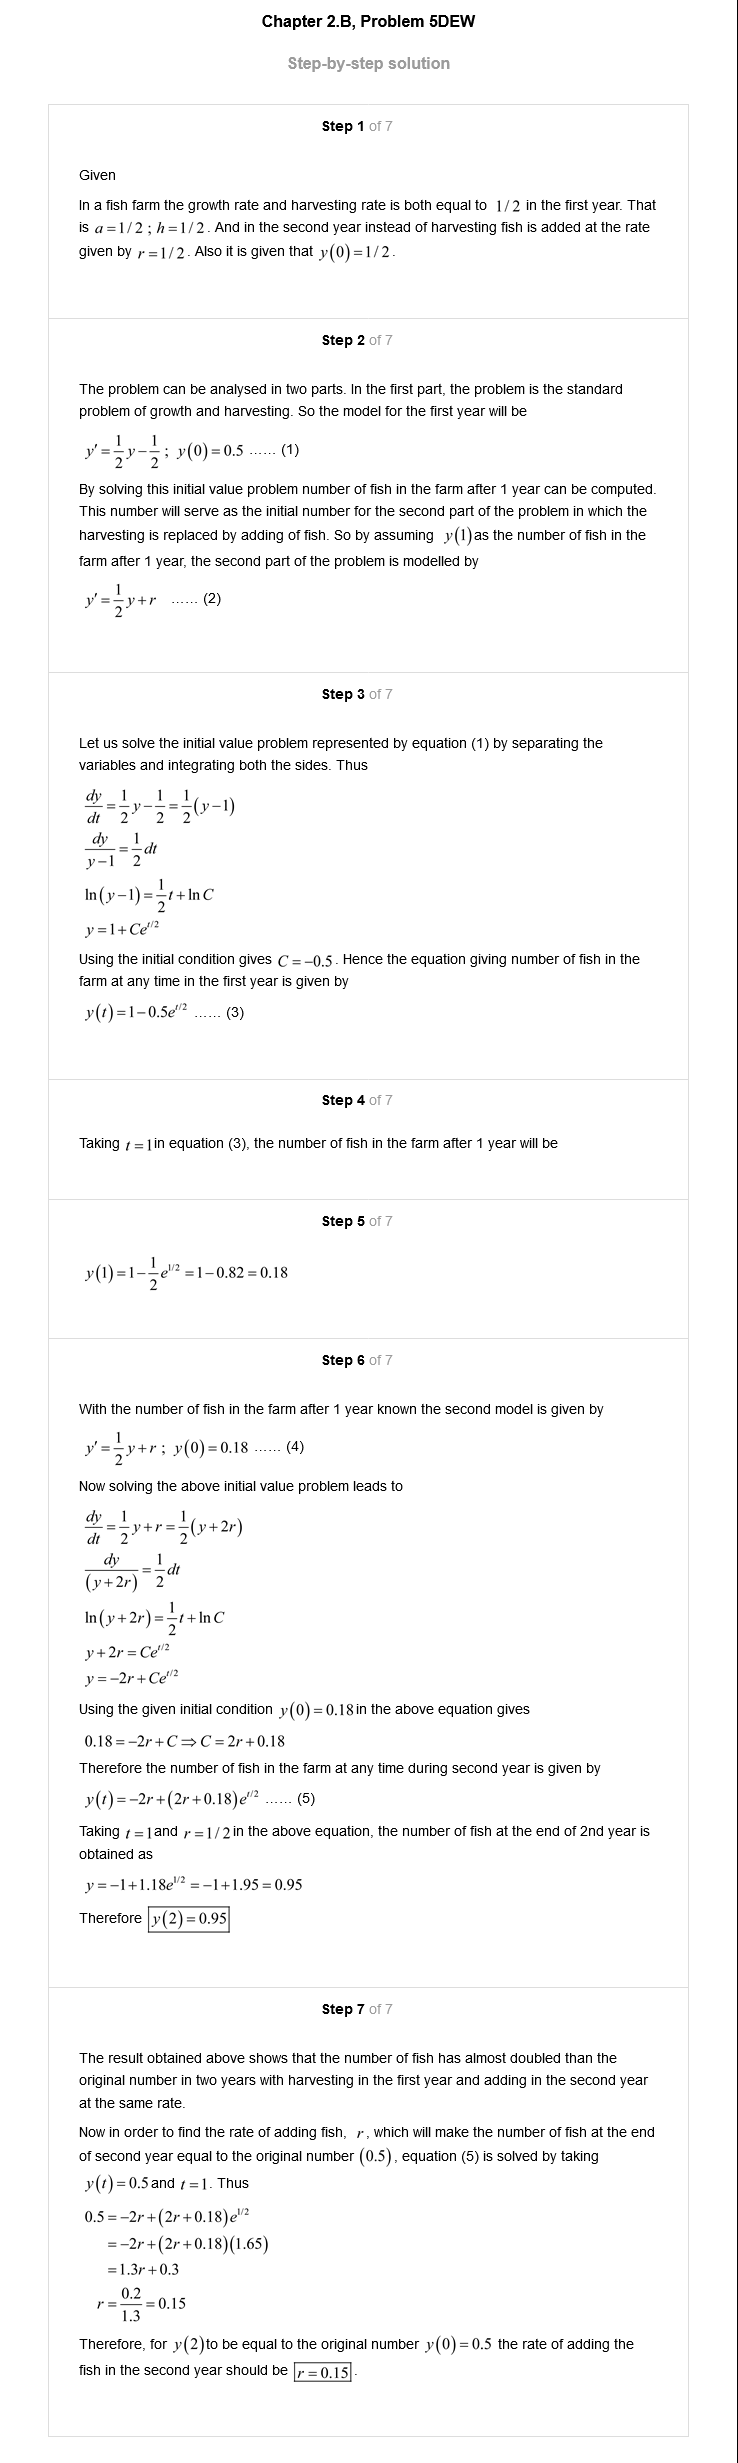 Chapter 2.B, Problem 5DEW
Step-by-step solution
Step 1 of 7
Given
In a fish farm the growth rate and harvesting rate is both equal to 1/2 in the first year. That
is a = 1/2 ; h = 1/2. And in the second year instead of harvesting fish is added at the rate
given by r = 1/2. Also it is given that y(0) = 1/2.
Step 2 of 7
The problem can be analysed in two parts. In the first part, the problem is the standard
problem of growth and harvesting. So the model for the first year will be
y′ = 1/2 y − 1/2 ; y(0) = 0.5 ...... (1)
By solving this initial value problem number of fish in the farm after 1 year can be computed.
This number will serve as the initial number for the second part of the problem in which the
harvesting is replaced by adding of fish. So by assuming y(1) as the number of fish in the
farm after 1 year, the second part of the problem is modelled by
y′ = 1/2 y + r ...... (2)
Step 3 of 7
Let us solve the initial value problem represented by equation (1) by separating the
variables and integrating both the sides. Thus
dy/dt = 1/2 y − 1/2 = 1/2 (y − 1)
dy/(y − 1) = 1/2 dt
ln(y − 1) = 1/2 t + ln C
y = 1 + Ce^{t/2}
Using the initial condition gives C = −0.5. Hence the equation giving number of fish in the
farm at any time in the first year is given by
y(t) = 1 − 0.5e^{t/2} ...... (3)
Step 4 of 7
Taking t = 1 in equation (3), the number of fish in the farm after 1 year will be
Step 5 of 7
y(1) = 1 − 1/2 e^{1/2} = 1 − 0.82 = 0.18
Step 6 of 7
With the number of fish in the farm after 1 year known the second model is given by
y′ = 1/2 y + r ; y(0) = 0.18 ...... (4)
Now solving the above initial value problem leads to
dy/dt = 1/2 y + r = 1/2 (y + 2r)
dy/(y + 2r) = 1/2 dt
ln(y + 2r) = 1/2 t + ln C
y + 2r = Ce^{t/2}
y = −2r + Ce^{t/2}
Using the given initial condition y(0) = 0.18 in the above equation gives
0.18 = −2r + C ⇒ C = 2r + 0.18
Therefore the number of fish in the farm at any time during second year is given by
y(t) = −2r + (2r + 0.18)e^{t/2} ...... (5)
Taking t = 1 and r = 1/2 in the above equation, the number of fish at the end of 2nd year is
obtained as
y = −1 + 1.18e^{1/2} = −1 + 1.95 = 0.95
Therefore y(2) = 0.95
Step 7 of 7
The result obtained above shows that the number of fish has almost doubled than the
original number in two years with harvesting in the first year and adding in the second year
at the same rate.
Now in order to find the rate of adding fish, r, which will make the number of fish at the end
of second year equal to the original number (0.5), equation (5) is solved by taking
y(t) = 0.5 and t = 1. Thus
0.5 = −2r + (2r + 0.18)e^{1/2}
= −2r + (2r + 0.18)(1.65)
= 1.3r + 0.3
r = 0.2/1.3 = 0.15
Therefore, for y(2) to be equal to the original number y(0) = 0.5 the rate of adding the
fish in the second year should be r = 0.15.